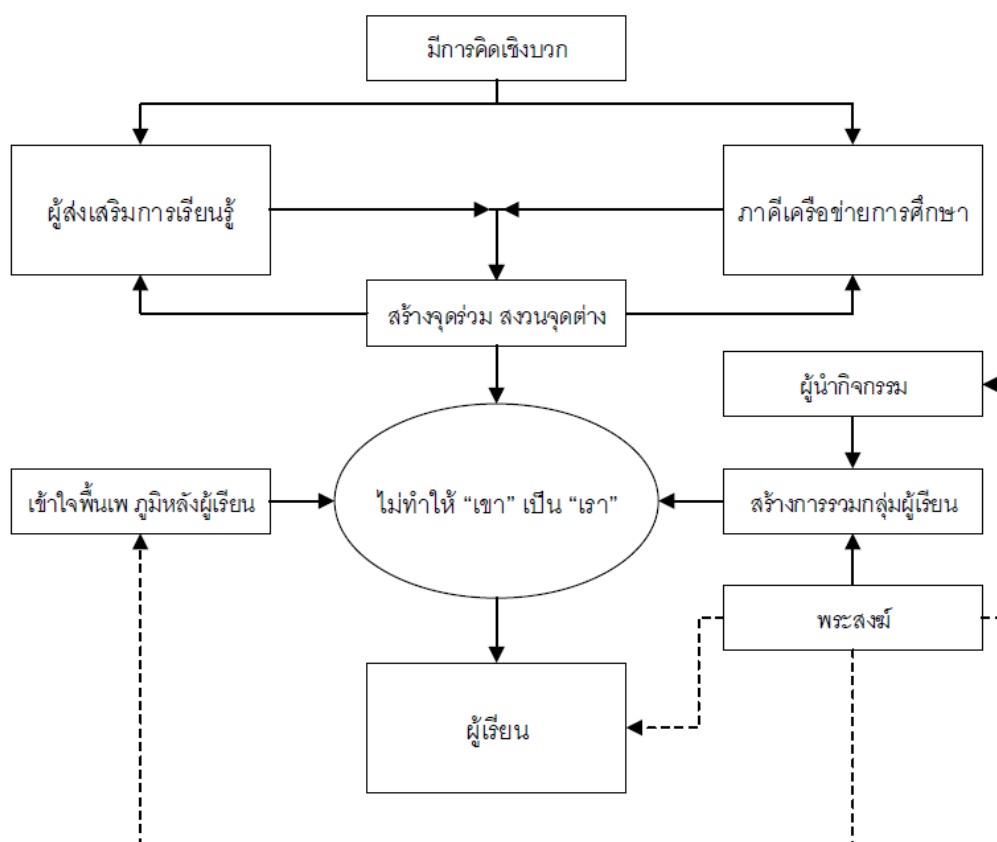 มีการคิดเชิงบวก
ผู้ส่งเสริมการเรียนรู้
ภาคีเครือข่ายการศึกษา
สร้างจุดร่วม สงวนจุดต่าง
ผู้นำกิจกรรม
เข้าใจพื้นเพ ภูมิหลังผู้เรียน
ไม่ทำให้ “เขา” เป็น “เรา”
สร้างการรวมกลุ่มผู้เรียน
พระสงฆ์
ผู้เรียน